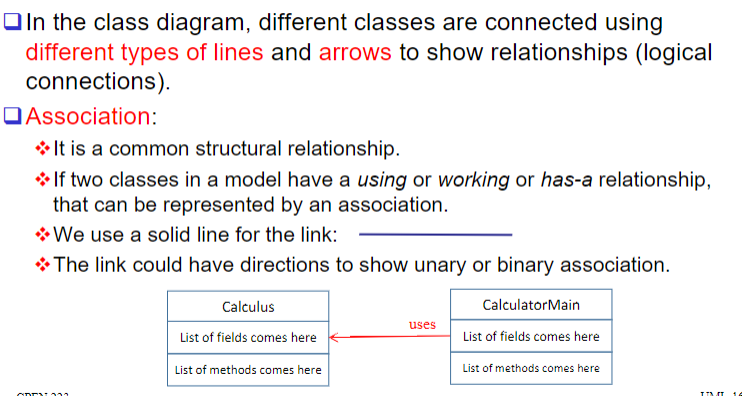 In the class diagram, different classes are connected using
different types of lines and arrows to show relationships (logical
connections).
Association:
It is a common structural relationship.
If two classes in a model have a using or working or has-a relationship,
that can be represented by an association.
We use a solid line for the link:
The link could have directions to show unary or binary association.
Calculus
List of fields comes here
List of methods comes here
uses
CalculatorMain
List of fields comes here
List of methods comes here